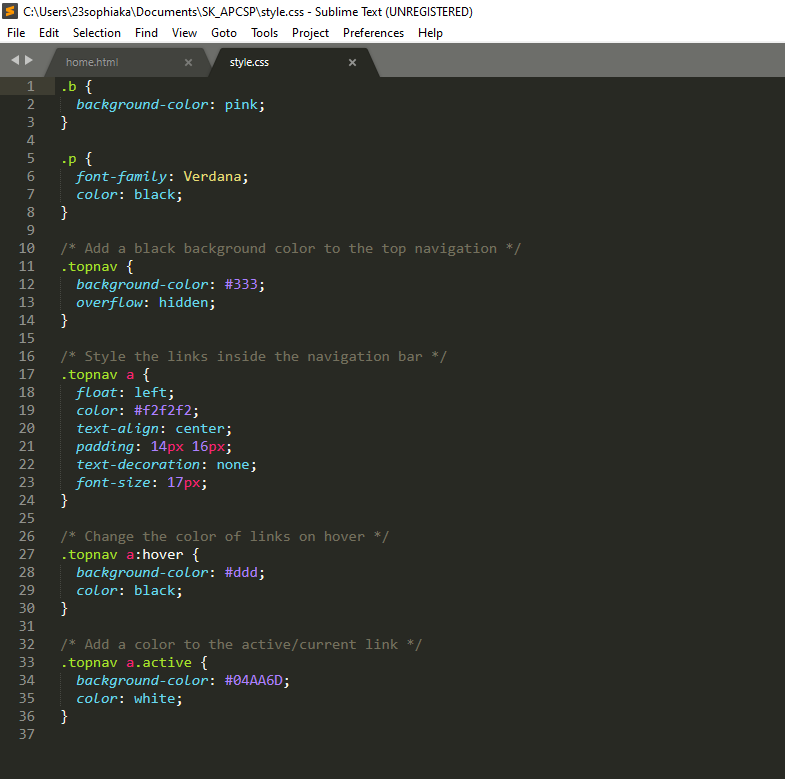 C:\Users\23sophiaka\Documents\SK_APCSP\style.css - Sublime Text (UNREGISTERED)
File Edit Selection Find View Goto Tools Project Preferences Help
home.html × style.css ×
1 .b {
2   background-color: pink;
3 }
4
5 .p {
6   font-family: Verdana;
7   color: black;
8 }
9
10 /* Add a black background color to the top navigation */
11 .topnav {
12   background-color: #333;
13   overflow: hidden;
14 }
15
16 /* Style the links inside the navigation bar */
17 .topnav a {
18   float: left;
19   color: #f2f2f2;
20   text-align: center;
21   padding: 14px 16px;
22   text-decoration: none;
23   font-size: 17px;
24 }
25
26 /* Change the color of links on hover */
27 .topnav a:hover {
28   background-color: #ddd;
29   color: black;
30 }
31
32 /* Add a color to the active/current link */
33 .topnav a.active {
34   background-color: #04AA6D;
35   color: white;
36 }
37